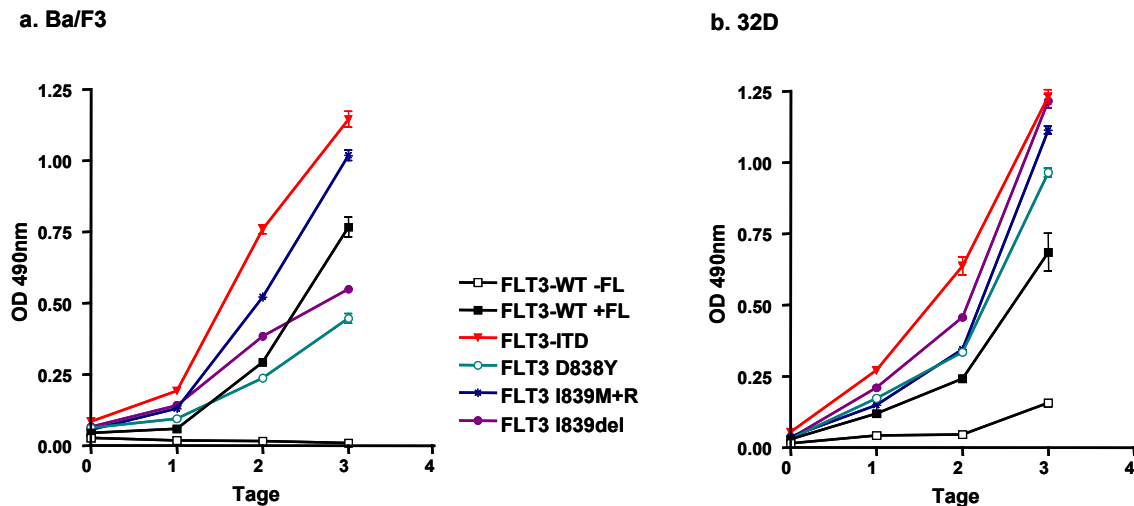 a. Ba/F3
1.25
1.00
0.75
0.50
0.25
0.00
OD 490nm
0 1 2 3 4
Tage
FLT3-WT -FL
FLT3-WT +FL
FLT3-ITD
FLT3 D838Y
FLT3 I839M+R
FLT3 I839del
b. 32D
1.25
1.00
0.75
0.50
0.25
0.00
OD 490nm
0 1 2 3 4
Tage